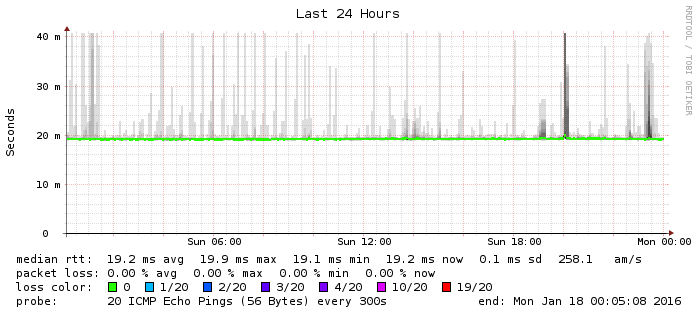 Last 24 Hours
RRDTOOL / TOBI OETIKER
Seconds
40 m
30 m
20 m
10 m
0
Sun 06:00 Sun 12:00 Sun 18:00 Mon 00:00
median rtt: 19.2 ms avg 19.9 ms max 19.1 ms min 19.2 ms now 0.1 ms sd 258.1 am/s
packet loss: 0.00 % avg 0.00 % max 0.00 % min 0.00 % now
loss color: 0 1/20 2/20 3/20 4/20 10/20 19/20
probe: 20 ICMP Echo Pings (56 Bytes) every 300s end: Mon Jan 18 00:05:08 2016